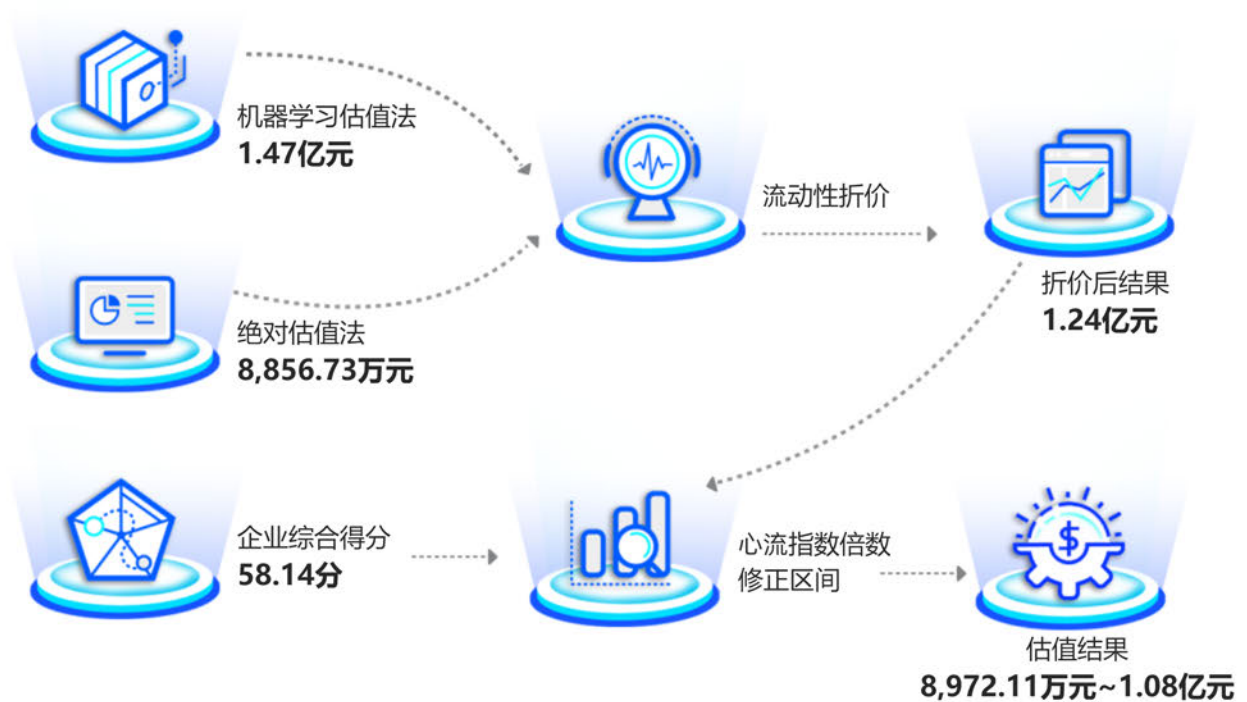 机器学习估值法
1.47亿元
流动性折价
绝对估值法
8,856.73万元
折价后结果
1.24亿元
企业综合得分
58.14分
心流指数倍数
修正区间
$
估值结果
8,972.11万元~1.08亿元